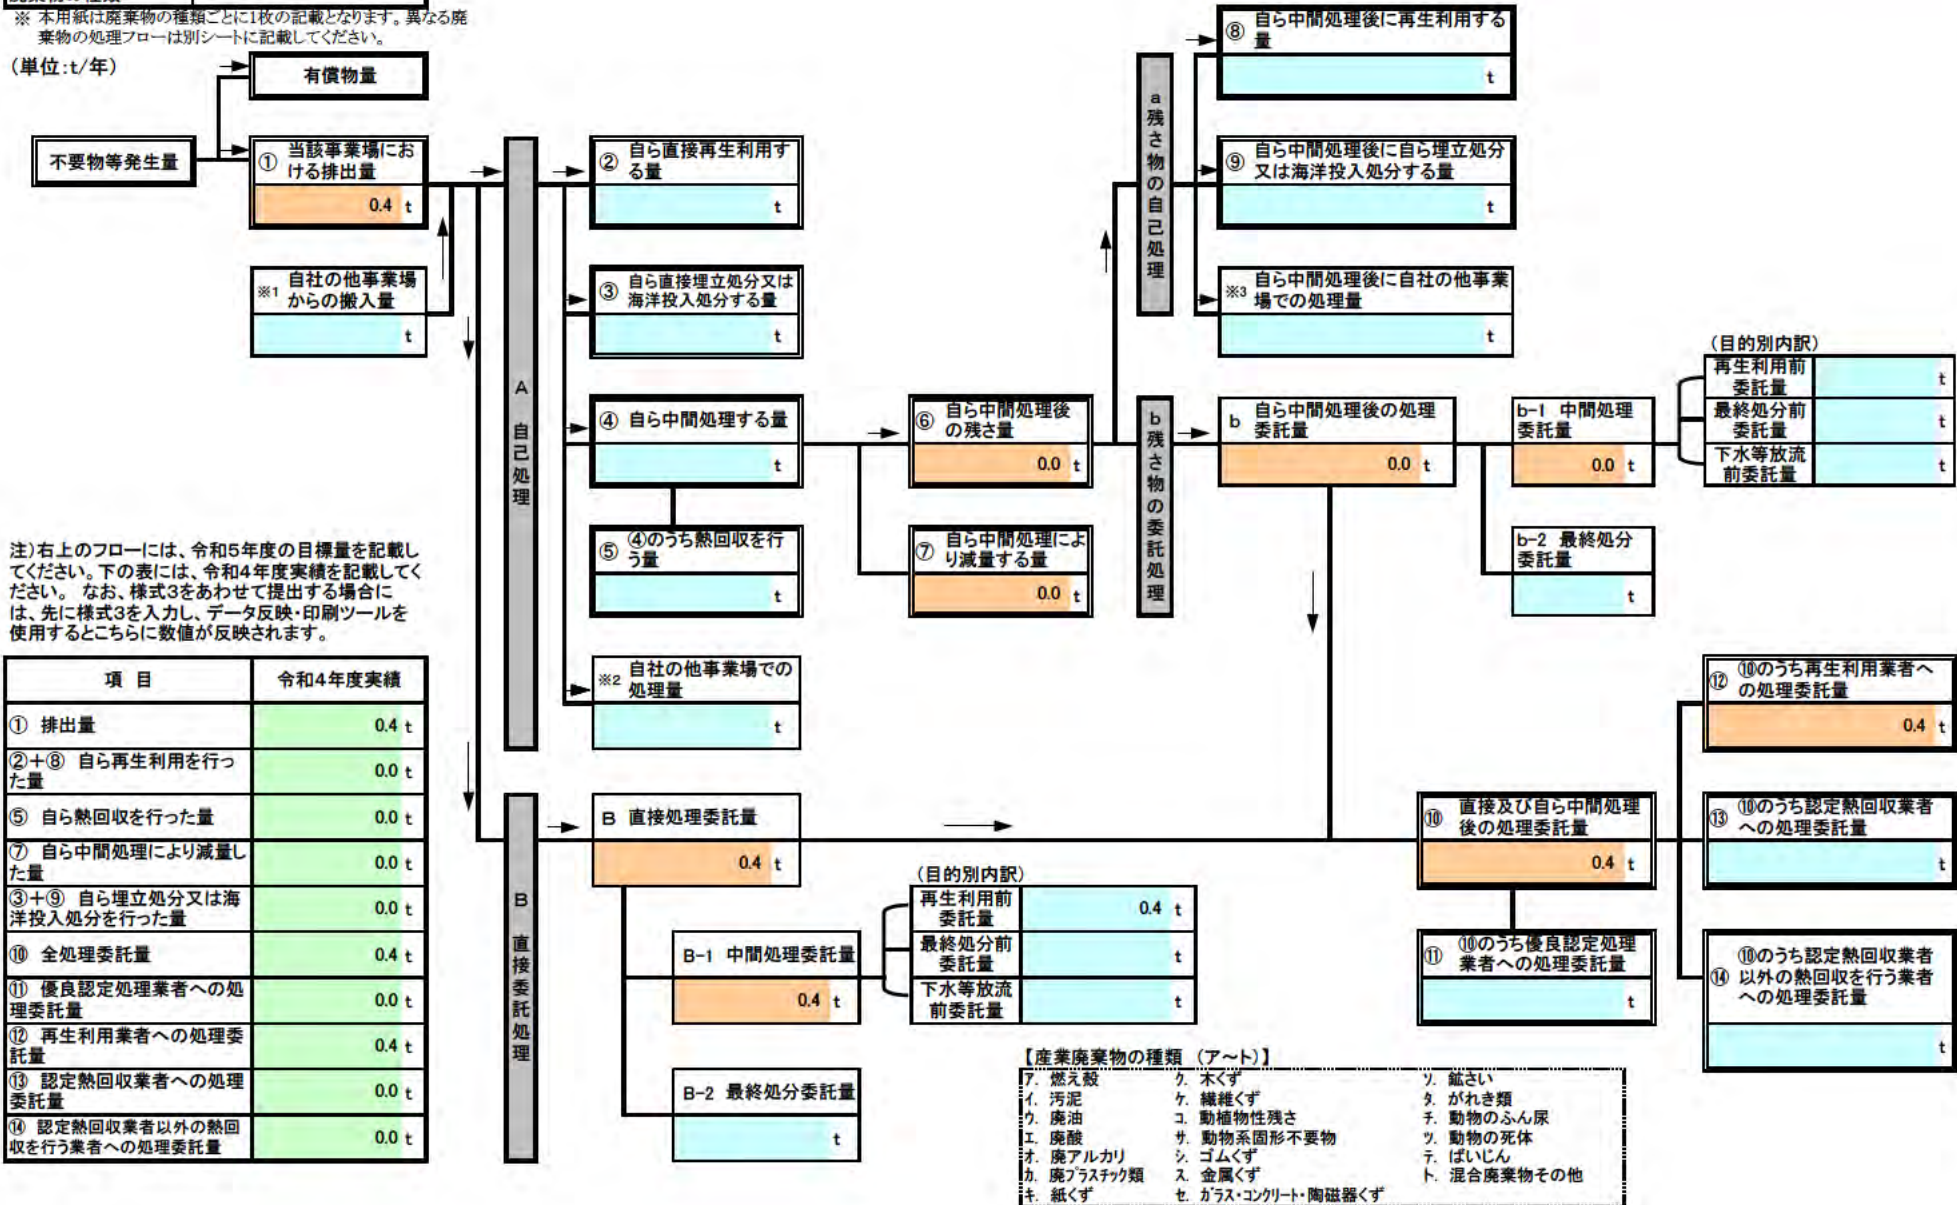 ※ 本用紙は廃棄物の種類ごとに1枚の記載となります。異なる廃
棄物の処理フローは別シートに記載してください。
(単位:t/年)
有償物量
不要物等発生量
① 当該事業場にお
ける排出量
0.4 t
※1 自社の他事業場
からの搬入量
t
A 自己処理
② 自ら直接再生利用す
る量
t
③ 自ら直接埋立処分又は
海洋投入処分する量
t
④ 自ら中間処理する量
t
⑤ ④のうち熱回収を行
う量
t
※2 自社の他事業場での
処理量
t
⑥ 自ら中間処理後
の残さ量
0.0 t
⑦ 自ら中間処理によ
り減量する量
0.0 t
a 残さ物の自己処理
⑧ 自ら中間処理後に再生利用する
量
t
⑨ 自ら中間処理後に自ら埋立処分
又は海洋投入処分する量
t
※3 自ら中間処理後に自社の他事業
場での処理量
t
b 残さ物の委託処理
b 自ら中間処理後の処理
委託量
0.0 t
b-1 中間処理
委託量
0.0 t
b-2 最終処分
委託量
t
(目的別内訳)
再生利用前
委託量
t
最終処分前
委託量
t
下水等放流
前委託量
t
注)右上のフローには、令和5年度の目標量を記載し
てください。下の表には、令和4年度実績を記載してく
ださい。 なお、様式3をあわせて提出する場合に
は、先に様式3を入力し、データ反映・印刷ツールを
使用するとこちらに数値が反映されます。
項 目 令和4年度実績
① 排出量 0.4 t
②+⑧ 自ら再生利用を行っ
た量 0.0 t
⑤ 自ら熱回収を行った量 0.0 t
⑦ 自ら中間処理により減量し
た量 0.0 t
③+⑨ 自ら埋立処分又は海
洋投入処分を行った量 0.0 t
⑩ 全処理委託量 0.4 t
⑪ 優良認定処理業者への処
理委託量 0.0 t
⑫ 再生利用業者への処理委
託量 0.4 t
⑬ 認定熱回収業者への処理
委託量 0.0 t
⑭ 認定熱回収業者以外の熱回
収を行う業者への処理委託量 0.0 t
B 直接委託処理
B 直接処理委託量
0.4 t
B-1 中間処理委託量
0.4 t
B-2 最終処分委託量
t
(目的別内訳)
再生利用前
委託量
0.4 t
最終処分前
委託量
t
下水等放流
前委託量
t
⑩ 直接及び自ら中間処理
後の処理委託量
0.4 t
⑪ ⑩のうち優良認定処理
業者への処理委託量
t
⑫ ⑩のうち再生利用業者へ
の処理委託量
0.4 t
⑬ ⑩のうち認定熱回収業者
への処理委託量
t
⑭ ⑩のうち認定熱回収業者
以外の熱回収を行う業者
への処理委託量
t
【産業廃棄物の種類 (ア～ト)】
ア. 燃え殻 ク. 木くず ソ. 鉱さい
イ. 汚泥 ケ. 繊維くず タ. がれき類
ウ. 廃油 コ. 動植物性残さ チ. 動物のふん尿
エ. 廃酸 サ. 動物系固形不要物 ツ. 動物の死体
オ. 廃アルカリ シ. ゴムくず テ. ばいじん
カ. 廃プラスチック類 ス. 金属くず ト. 混合廃棄物その他
キ. 紙くず セ. ガラス・コンクリート・陶磁器くず